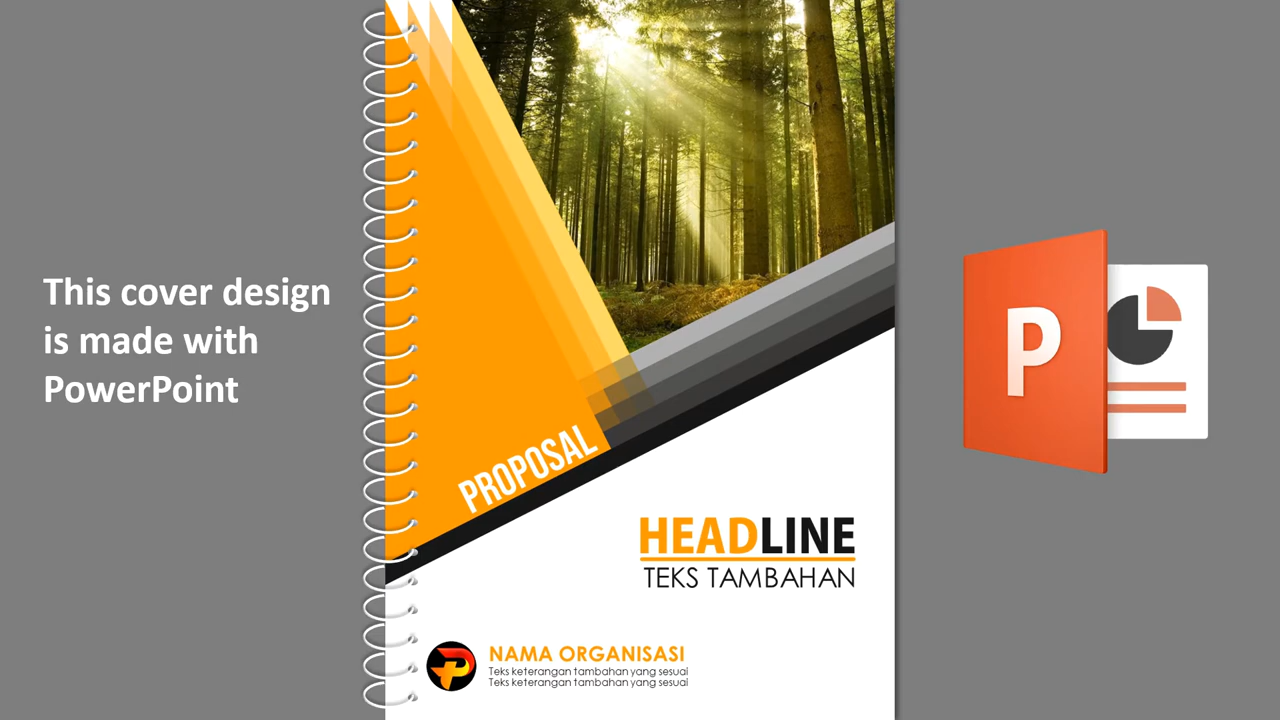 This cover design
is made with
PowerPoint
PROPOSAL
HEADLINE
TEKS TAMBAHAN
NAMA ORGANISASI
Teks keterangan tambahan yang sesuai
Teks keterangan tambahan yang sesuai
P